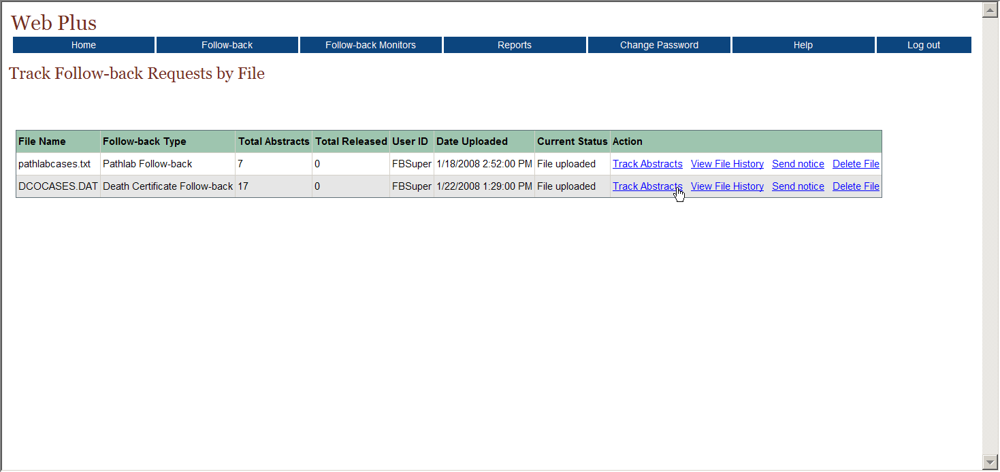 Web Plus
Home Follow-back Follow-back Monitors Reports Change Password Help Log out
Track Follow-back Requests by File
File Name Follow-back Type Total Abstracts Total Released User ID Date Uploaded Current Status Action
pathlabcases.txt Pathlab Follow-back 7 0 FBSuper 1/18/2008 2:52:00 PM File uploaded Track Abstracts View File History Send notice Delete File
DCOCASES.DAT Death Certificate Follow-back 17 0 FBSuper 1/22/2008 1:29:00 PM File uploaded Track Abstracts View File History Send notice Delete File